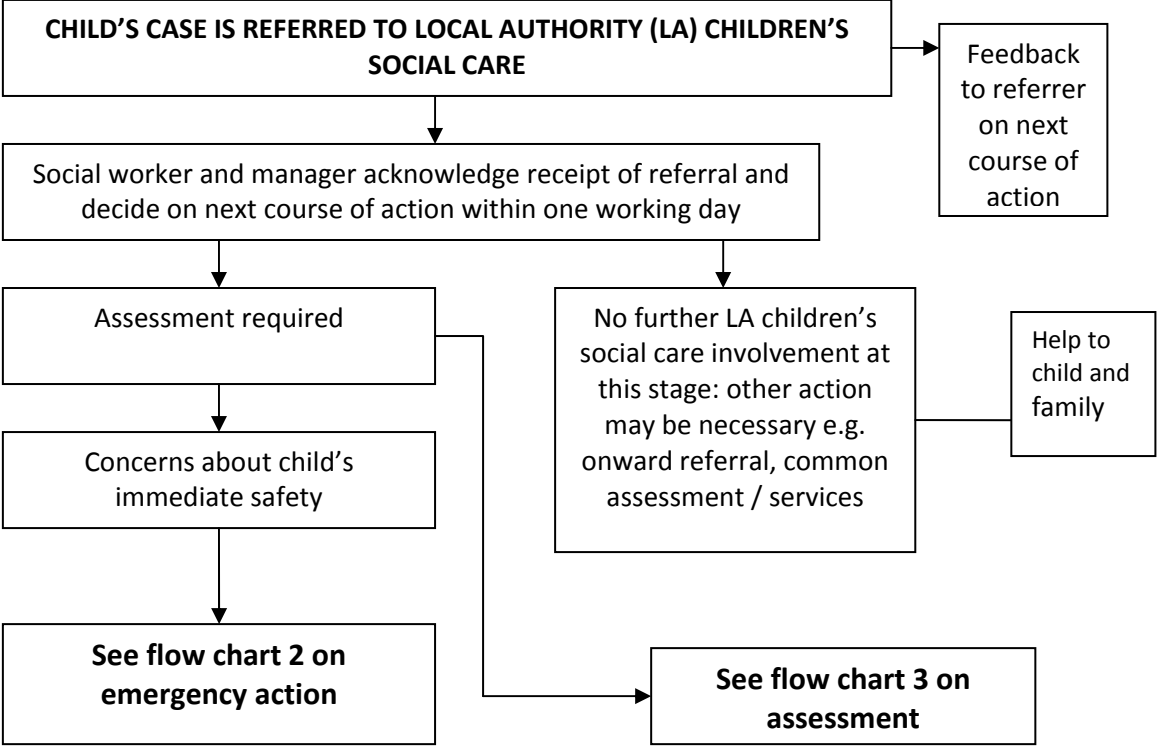 CHILD’S CASE IS REFERRED TO LOCAL AUTHORITY (LA) CHILDREN’S
SOCIAL CARE
Feedback
to referrer
on next
course of
action
Social worker and manager acknowledge receipt of referral and
decide on next course of action within one working day
Assessment required
No further LA children’s
social care involvement at
this stage: other action
may be necessary e.g.
onward referral, common
assessment / services
Help to
child and
family
Concerns about child’s
immediate safety
See flow chart 2 on
emergency action
See flow chart 3 on
assessment